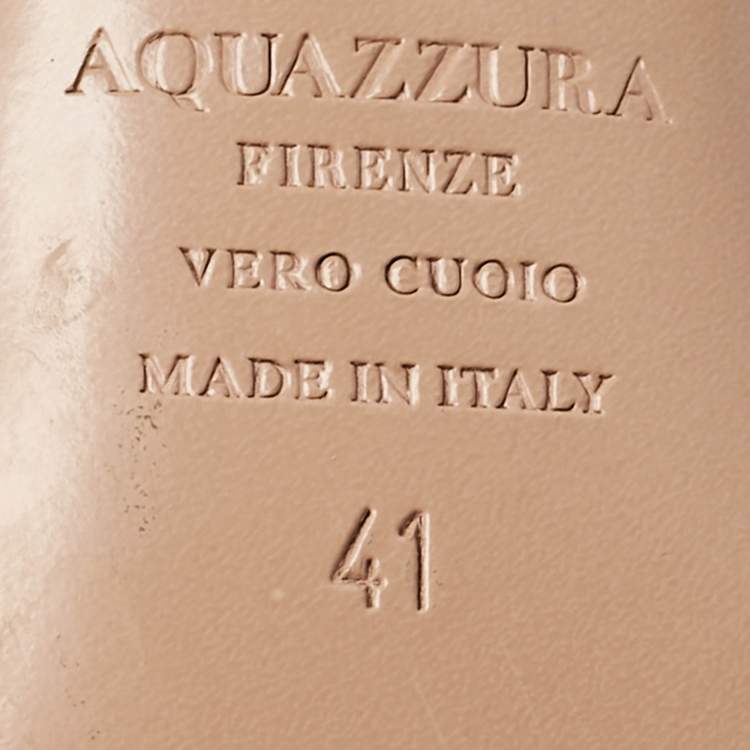 AQUAZZURA
FIRENZE
VERO CUOIO
MADE IN ITALY
41